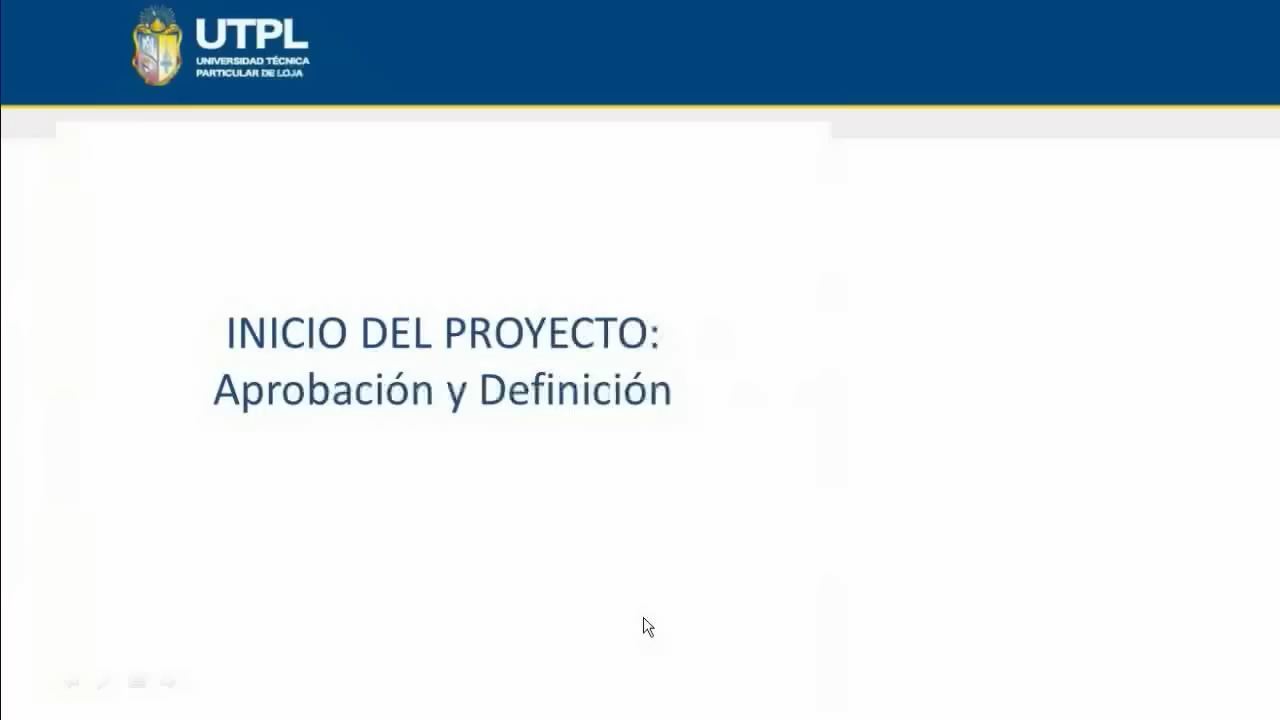 UTPL
UNIVERSIDAD TÉCNICA
PARTICULAR DE LOJA
INICIO DEL PROYECTO:
Aprobación y Definición